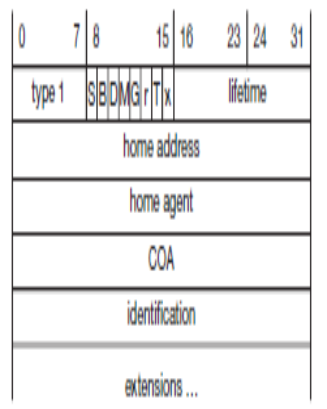 0 7 8 15 16 23 24 31
type 1 S B D M G r T x lifetime
home address
home agent
COA
identification
extensions ...